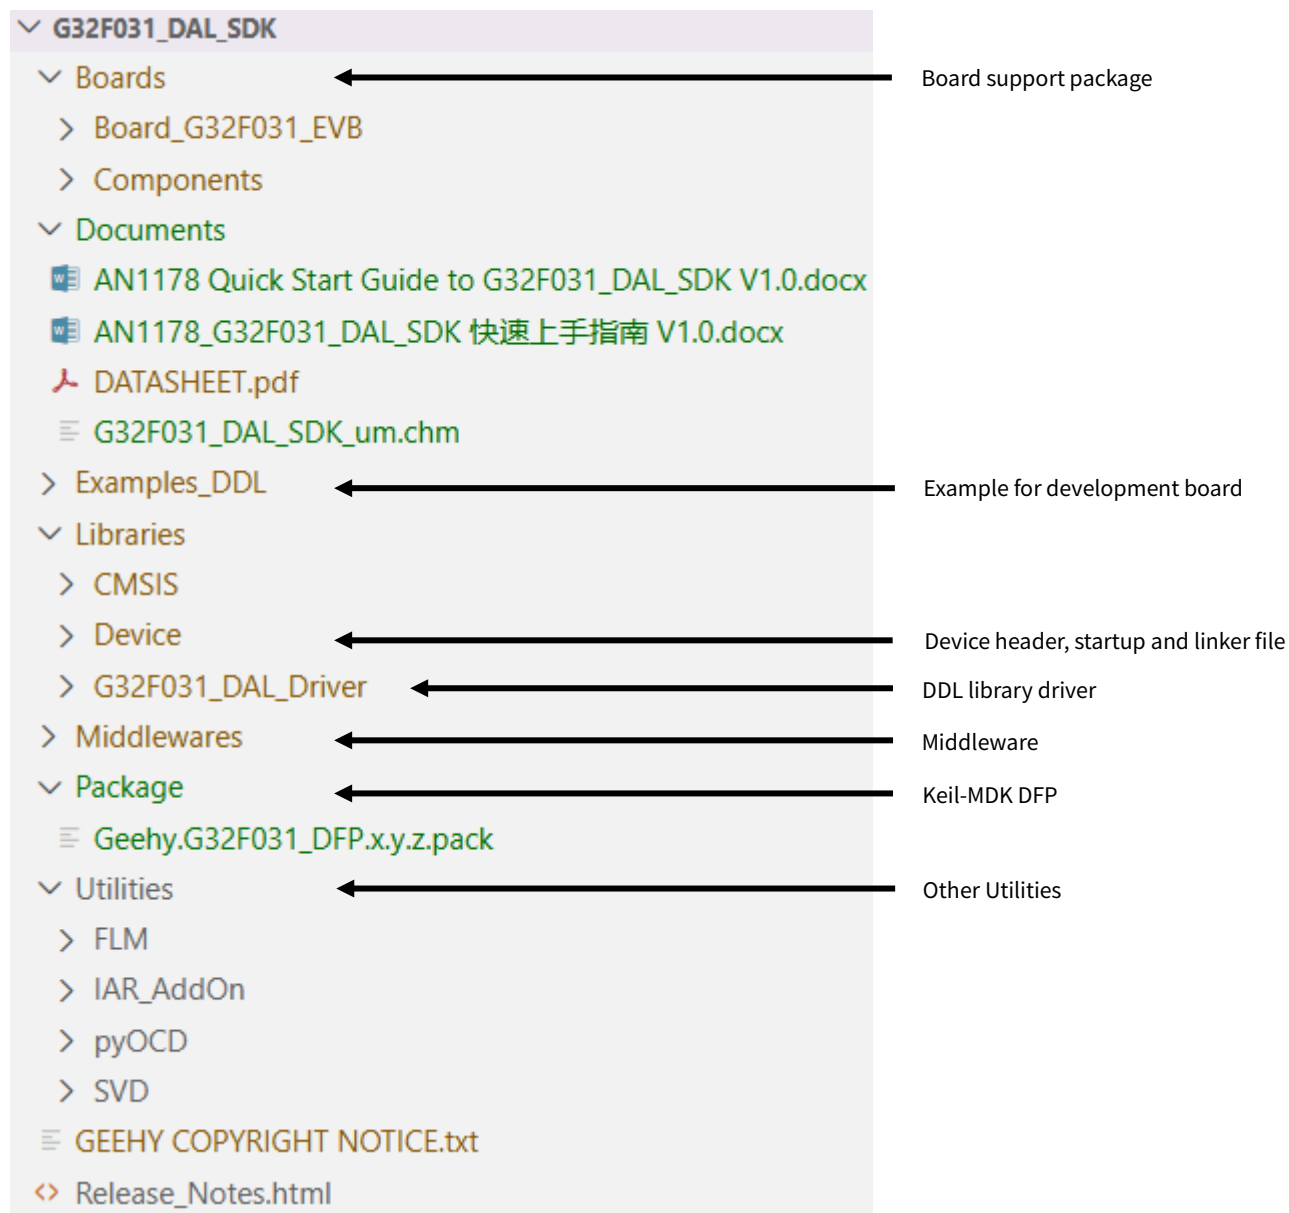 G32F031_DAL_SDK
Boards
Board support package
Board_G32F031_EVB
Components
Documents
AN1178 Quick Start Guide to G32F031_DAL_SDK V1.0.docx
AN1178_G32F031_DAL_SDK 快速上手指南 V1.0.docx
DATASHEET.pdf
G32F031_DAL_SDK_um.chm
Examples_DDL
Example for development board
Libraries
CMSIS
Device
Device header, startup and linker file
G32F031_DAL_Driver
DDL library driver
Middlewares
Middleware
Package
Keil-MDK DFP
Geehy.G32F031_DFP.x.y.z.pack
Utilities
Other Utilities
FLM
IAR_AddOn
pyOCD
SVD
GEEHY COPYRIGHT NOTICE.txt
Release_Notes.html